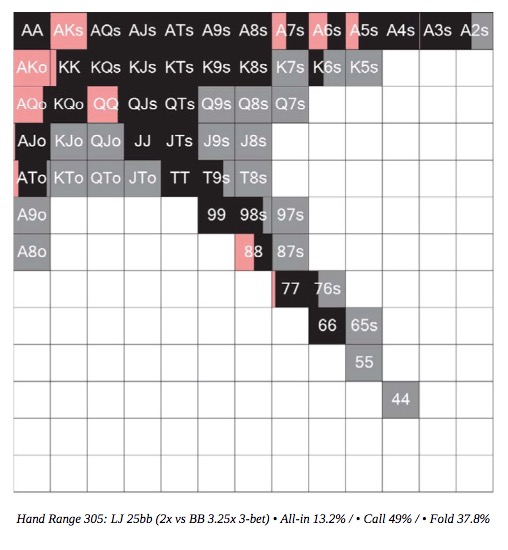 AA AKs AQs AJs ATs A9s A8s A7s A6s A5s A4s A3s A2s
AKo KK KQs KJs KTs K9s K8s K7s K6s K5s
AQo KQo QQ QJs QTs Q9s Q8s Q7s
AJo KJo QJo JJ JTs J9s J8s
ATo KTo QTo JTo TT T9s T8s
A9o 99 98s 97s
A8o 88 87s
77 76s
66 65s
55
44
Hand Range 305: LJ 25bb (2x vs BB 3.25x 3-bet) • All-in 13.2% / • Call 49% / • Fold 37.8%